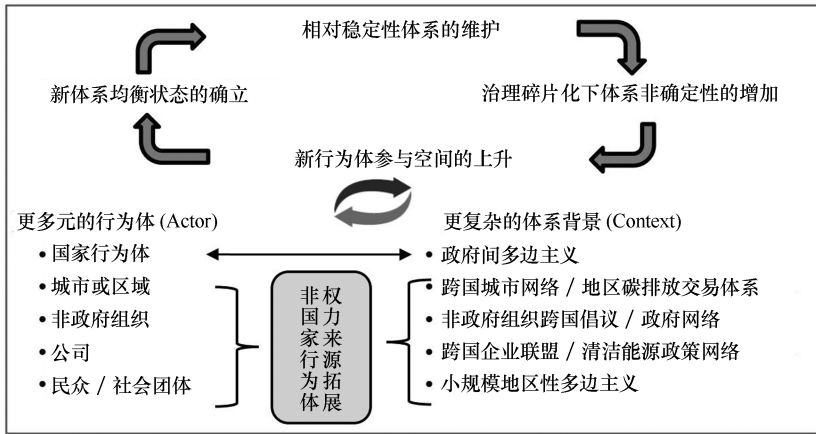 相对稳定性体系的维护
新体系均衡状态的确立
治理碎片化下体系非确定性的增加
新行为体参与空间的上升
更多元的行为体 (Actor)
• 国家行为体
• 城市或区域
• 非政府组织
• 公司
• 民众 / 社会团体
非国家行为体
权力来源拓展
更复杂的体系背景 (Context)
• 政府间多边主义
• 跨国城市网络 / 地区碳排放交易体系
• 非政府组织跨国倡议 / 政府网络
• 跨国企业联盟 / 清洁能源政策网络
• 小规模地区性多边主义